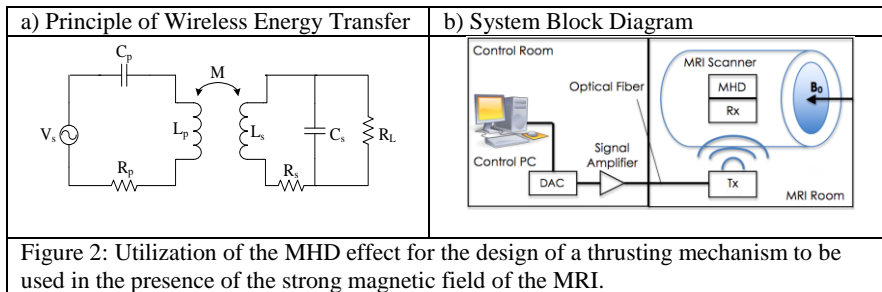 a) Principle of Wireless Energy Transfer
b) System Block Diagram
Cp
M
Vs
Lp
Ls
Cs
RL
Rp
Rs
Control Room
MRI Scanner
MHD
Rx
B0
Optical Fiber
Control PC
Signal
Amplifier
DAC
Tx
MRI Room
Figure 2: Utilization of the MHD effect for the design of a thrusting mechanism to be
used in the presence of the strong magnetic field of the MRI.